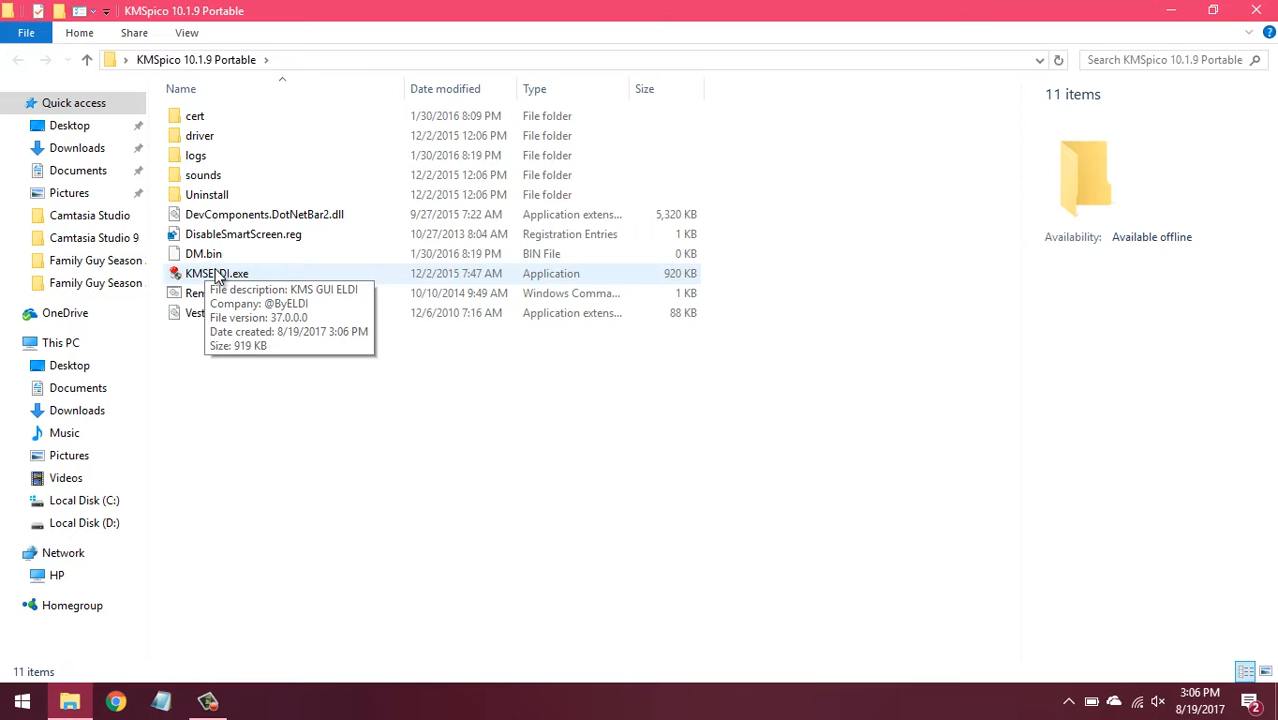 KMSpico 10.1.9 Portable
File Home Share View
KMSpico 10.1.9 Portable
Search KMSpico 10.1.9 Portable
Name Date modified Type Size
cert 1/30/2016 8:09 PM File folder
driver 12/2/2015 12:06 PM File folder
logs 1/30/2016 8:19 PM File folder
sounds 12/2/2015 12:06 PM File folder
Uninstall 12/2/2015 12:06 PM File folder
DevComponents.DotNetBar2.dll 9/27/2015 7:22 AM Application extens... 5,320 KB
DisableSmartScreen.reg 10/27/2013 8:04 AM Registration Entries 1 KB
DM.bin 1/30/2016 8:19 PM BIN File 0 KB
KMSELDI.exe 12/2/2015 7:47 AM Application 920 KB
10/10/2014 9:49 AM Windows Comma... 1 KB
Vest 12/6/2010 7:16 AM Application extens... 88 KB
File description: KMS GUI ELDI
Company: @ByELDI
File version: 37.0.0.0
Date created: 8/19/2017 3:06 PM
Size: 919 KB
Quick access
Desktop
Downloads
Documents
Pictures
Camtasia Studio
Camtasia Studio 9
Family Guy Season
Family Guy Season
OneDrive
This PC
Desktop
Documents
Downloads
Music
Pictures
Videos
Local Disk (C:)
Local Disk (D:)
Network
HP
Homegroup
11 items
Availability: Available offline
11 items
3:06 PM
8/19/2017
2